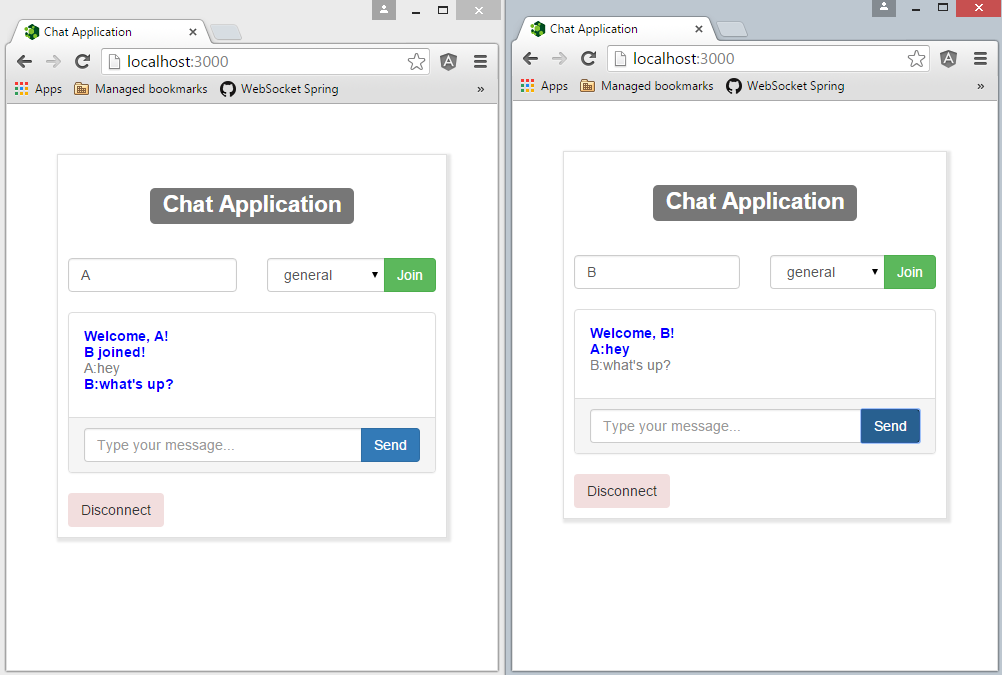 Chat Application
localhost:3000
Apps Managed bookmarks WebSocket Spring »
Chat Application
A general Join
Welcome, A!
B joined!
A:hey
B:what's up?
Type your message... Send
Disconnect
Chat Application
localhost:3000
Apps Managed bookmarks WebSocket Spring »
Chat Application
B general Join
Welcome, B!
A:hey
B:what's up?
Type your message... Send
Disconnect